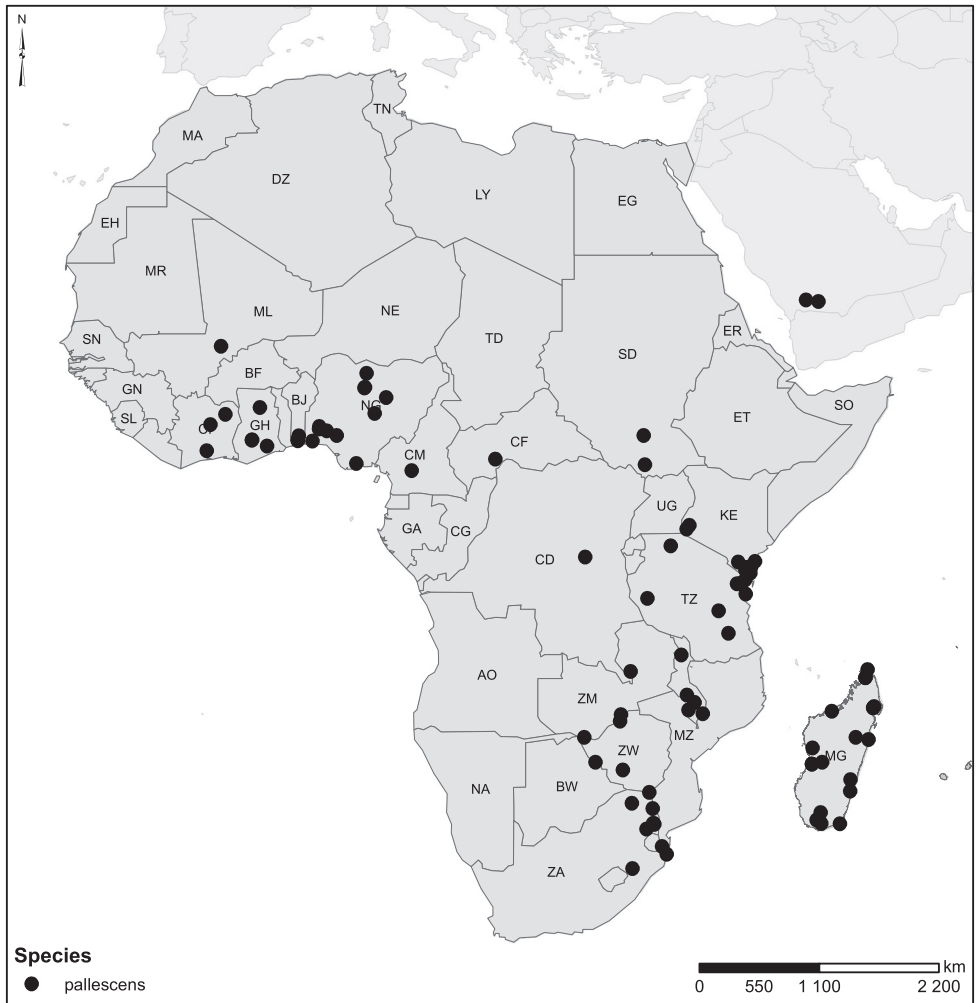 N
TN
MA
DZ
LY
EG
EH
MR
ML
NE
TD
SD
ER
SN
BF
BJ
NG
GN
SL
CI
GH
ET
SO
CM
CF
UG
KE
GA
CG
CD
TZ
AO
ZM
MZ
MG
ZW
NA
BW
ZA
Species
pallescens
km
0 550 1 100 2 200